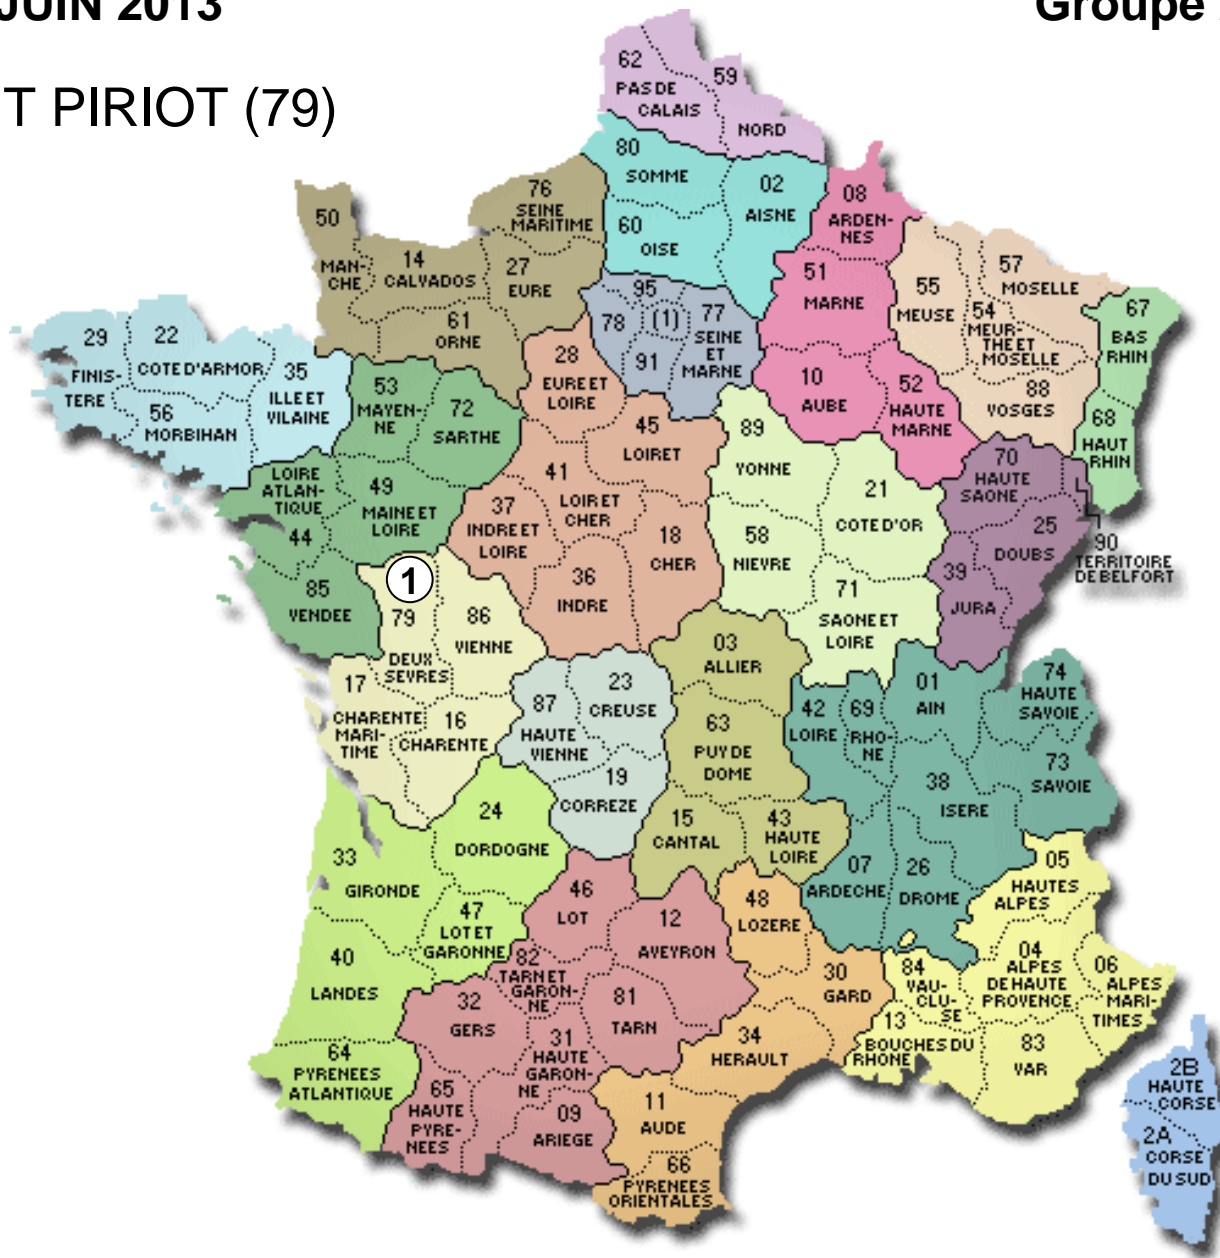 JUIN 2013
Groupe
T PIRIOT (79)
62
PAS DE
CALAIS
59
NORD
80
SOMME
02
AISNE
60
OISE
08
ARDEN-
NES
76
SEINE
MARITIME
50
MAN-
CHE
14
CALVADOS
27
EURE
61
ORNE
95
78
(1)
77
SEINE
ET
MARNE
91
51
MARNE
10
AUBE
52
HAUTE
MARNE
55
MEUSE
57
MOSELLE
54
MEUR-
THE ET
MOSELLE
88
VOSGES
67
BAS
RHIN
68
HAUT
RHIN
29
FINIS-
TERE
22
COTE D'ARMOR
56
MORBIHAN
35
ILLE ET
VILAINE
53
MAYEN-
NE
72
SARTHE
LOIRE
ATLAN-
TIQUE
44
49
MAINE ET
LOIRE
85
VENDEE
28
EURE ET
LOIRE
45
LOIRET
41
LOIR ET
CHER
37
INDRE ET
LOIRE
18
CHER
36
INDRE
89
YONNE
21
COTE D'OR
58
NIEVRE
71
SAONE ET
LOIRE
70
HAUTE
SAONE
25
DOUBS
39
JURA
90
TERRITOIRE
DE BELFORT
1
79
DEUX
SEVRES
86
VIENNE
17
CHARENTE
MARI-
TIME
16
CHARENTE
87
HAUTE
VIENNE
23
CREUSE
19
CORREZE
03
ALLIER
63
PUY DE
DOME
15
CANTAL
43
HAUTE
LOIRE
42
LOIRE
69
RHO-
NE
01
AIN
74
HAUTE
SAVOIE
73
SAVOIE
38
ISERE
07
ARDECHE
26
DROME
24
DORDOGNE
33
GIRONDE
47
LOT ET
GARONNE
40
LANDES
64
PYRENEES
ATLANTIQUE
46
LOT
12
AVEYRON
82
TARN ET
GARON-
NE
32
GERS
81
TARN
31
HAUTE
GARON-
NE
65
HAUTE
PYRE-
NEES
09
ARIEGE
48
LOZERE
30
GARD
34
HERAULT
11
AUDE
66
PYRENEES
ORIENTALES
05
HAUTES
ALPES
04
ALPES
DE HAUTE
PROVENCE
06
ALPES
MARI-
TIMES
84
VAU-
CLU-
SE
13
BOUCHES DU
RHONE
83
VAR
2B
HAUTE
CORSE
2A
CORSE
DU SUD